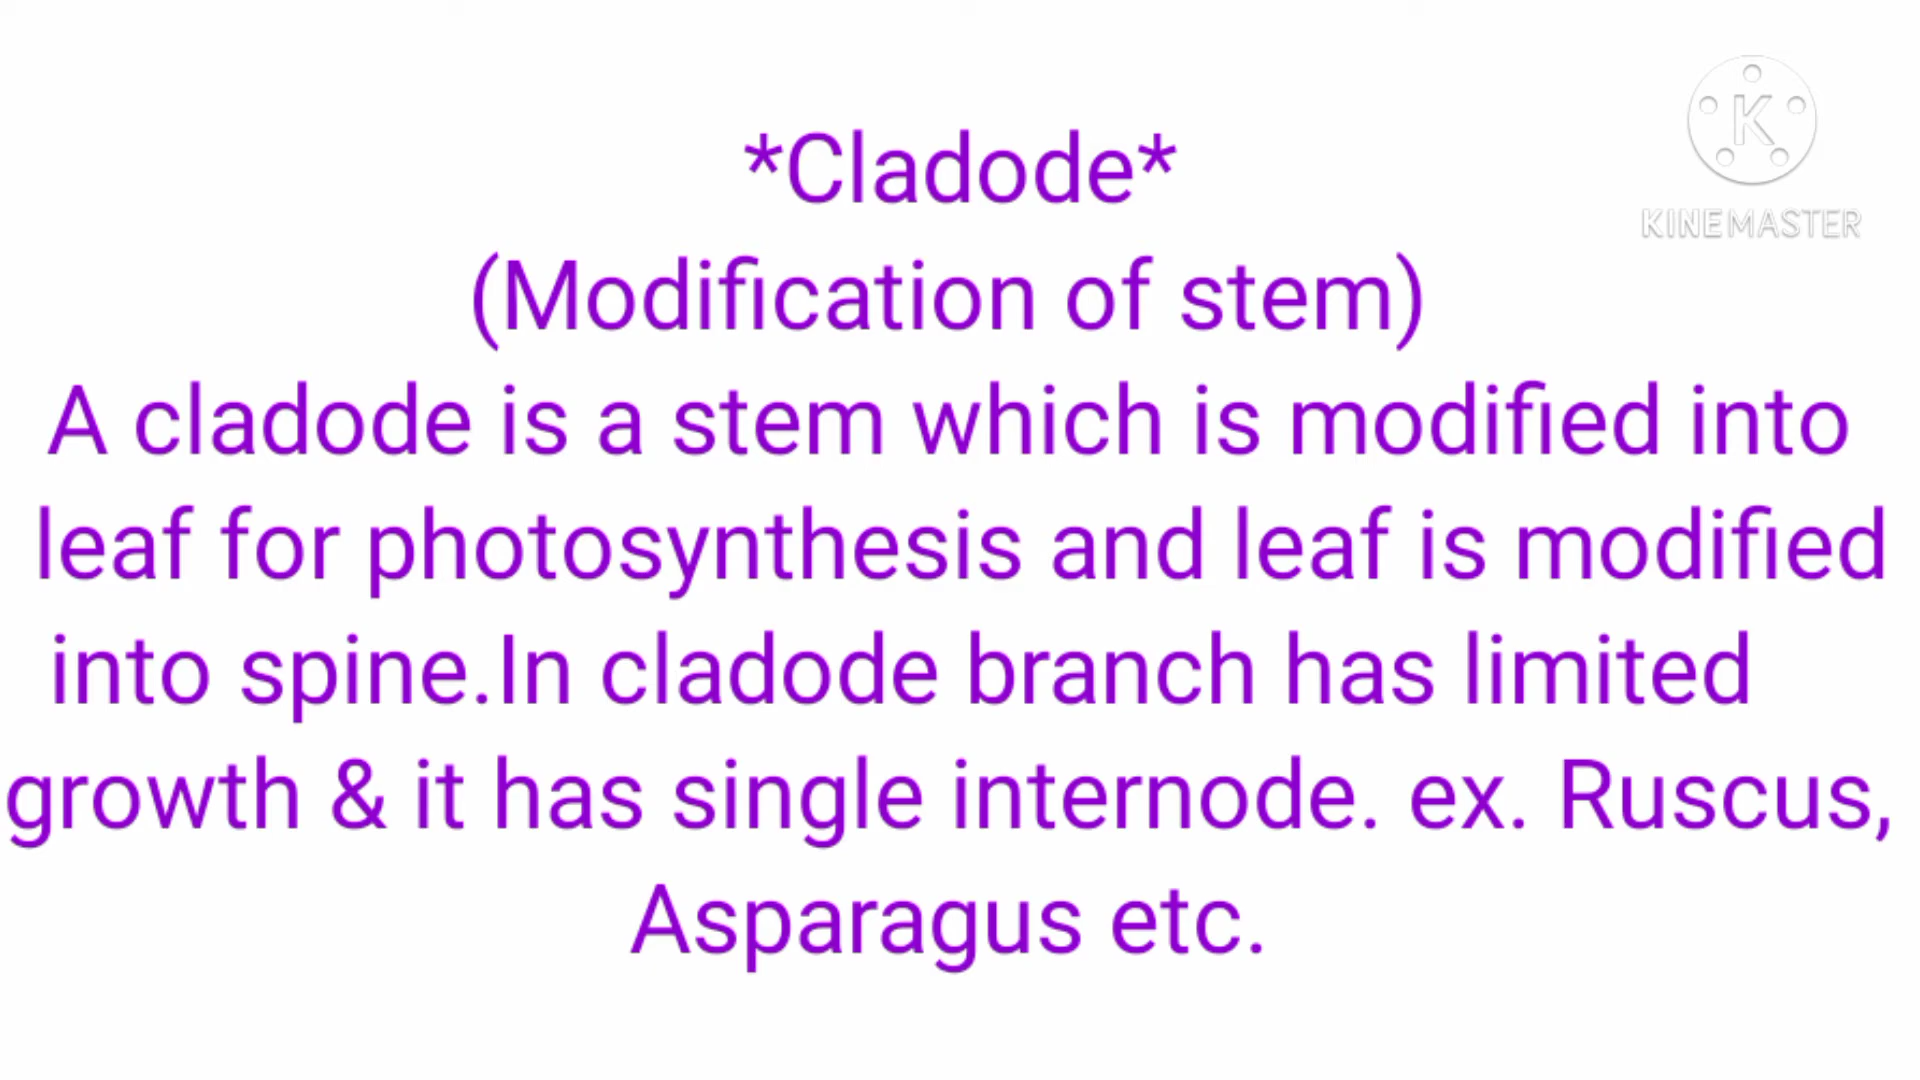 *Cladode*
(Modification of stem)
A cladode is a stem which is modified into
leaf for photosynthesis and leaf is modified
into spine.In cladode branch has limited
growth & it has single internode. ex. Ruscus,
Asparagus etc.
K
KINEMASTER